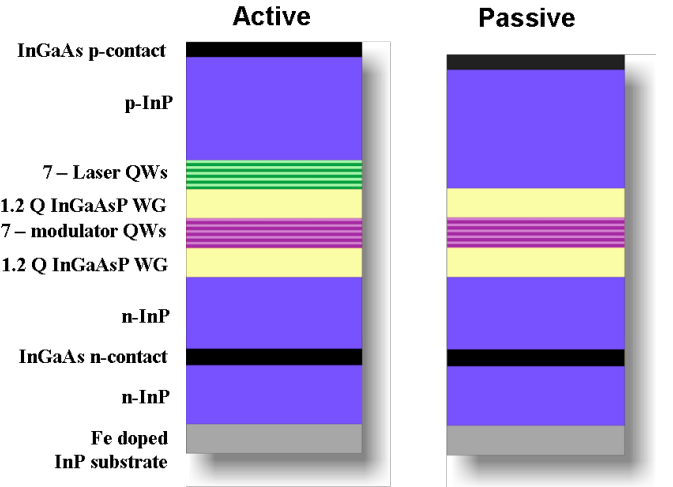 Active
Passive
InGaAs p-contact
p-InP
7 – Laser QWs
1.2 Q InGaAsP WG
7 – modulator QWs
1.2 Q InGaAsP WG
n-InP
InGaAs n-contact
n-InP
Fe doped
InP substrate